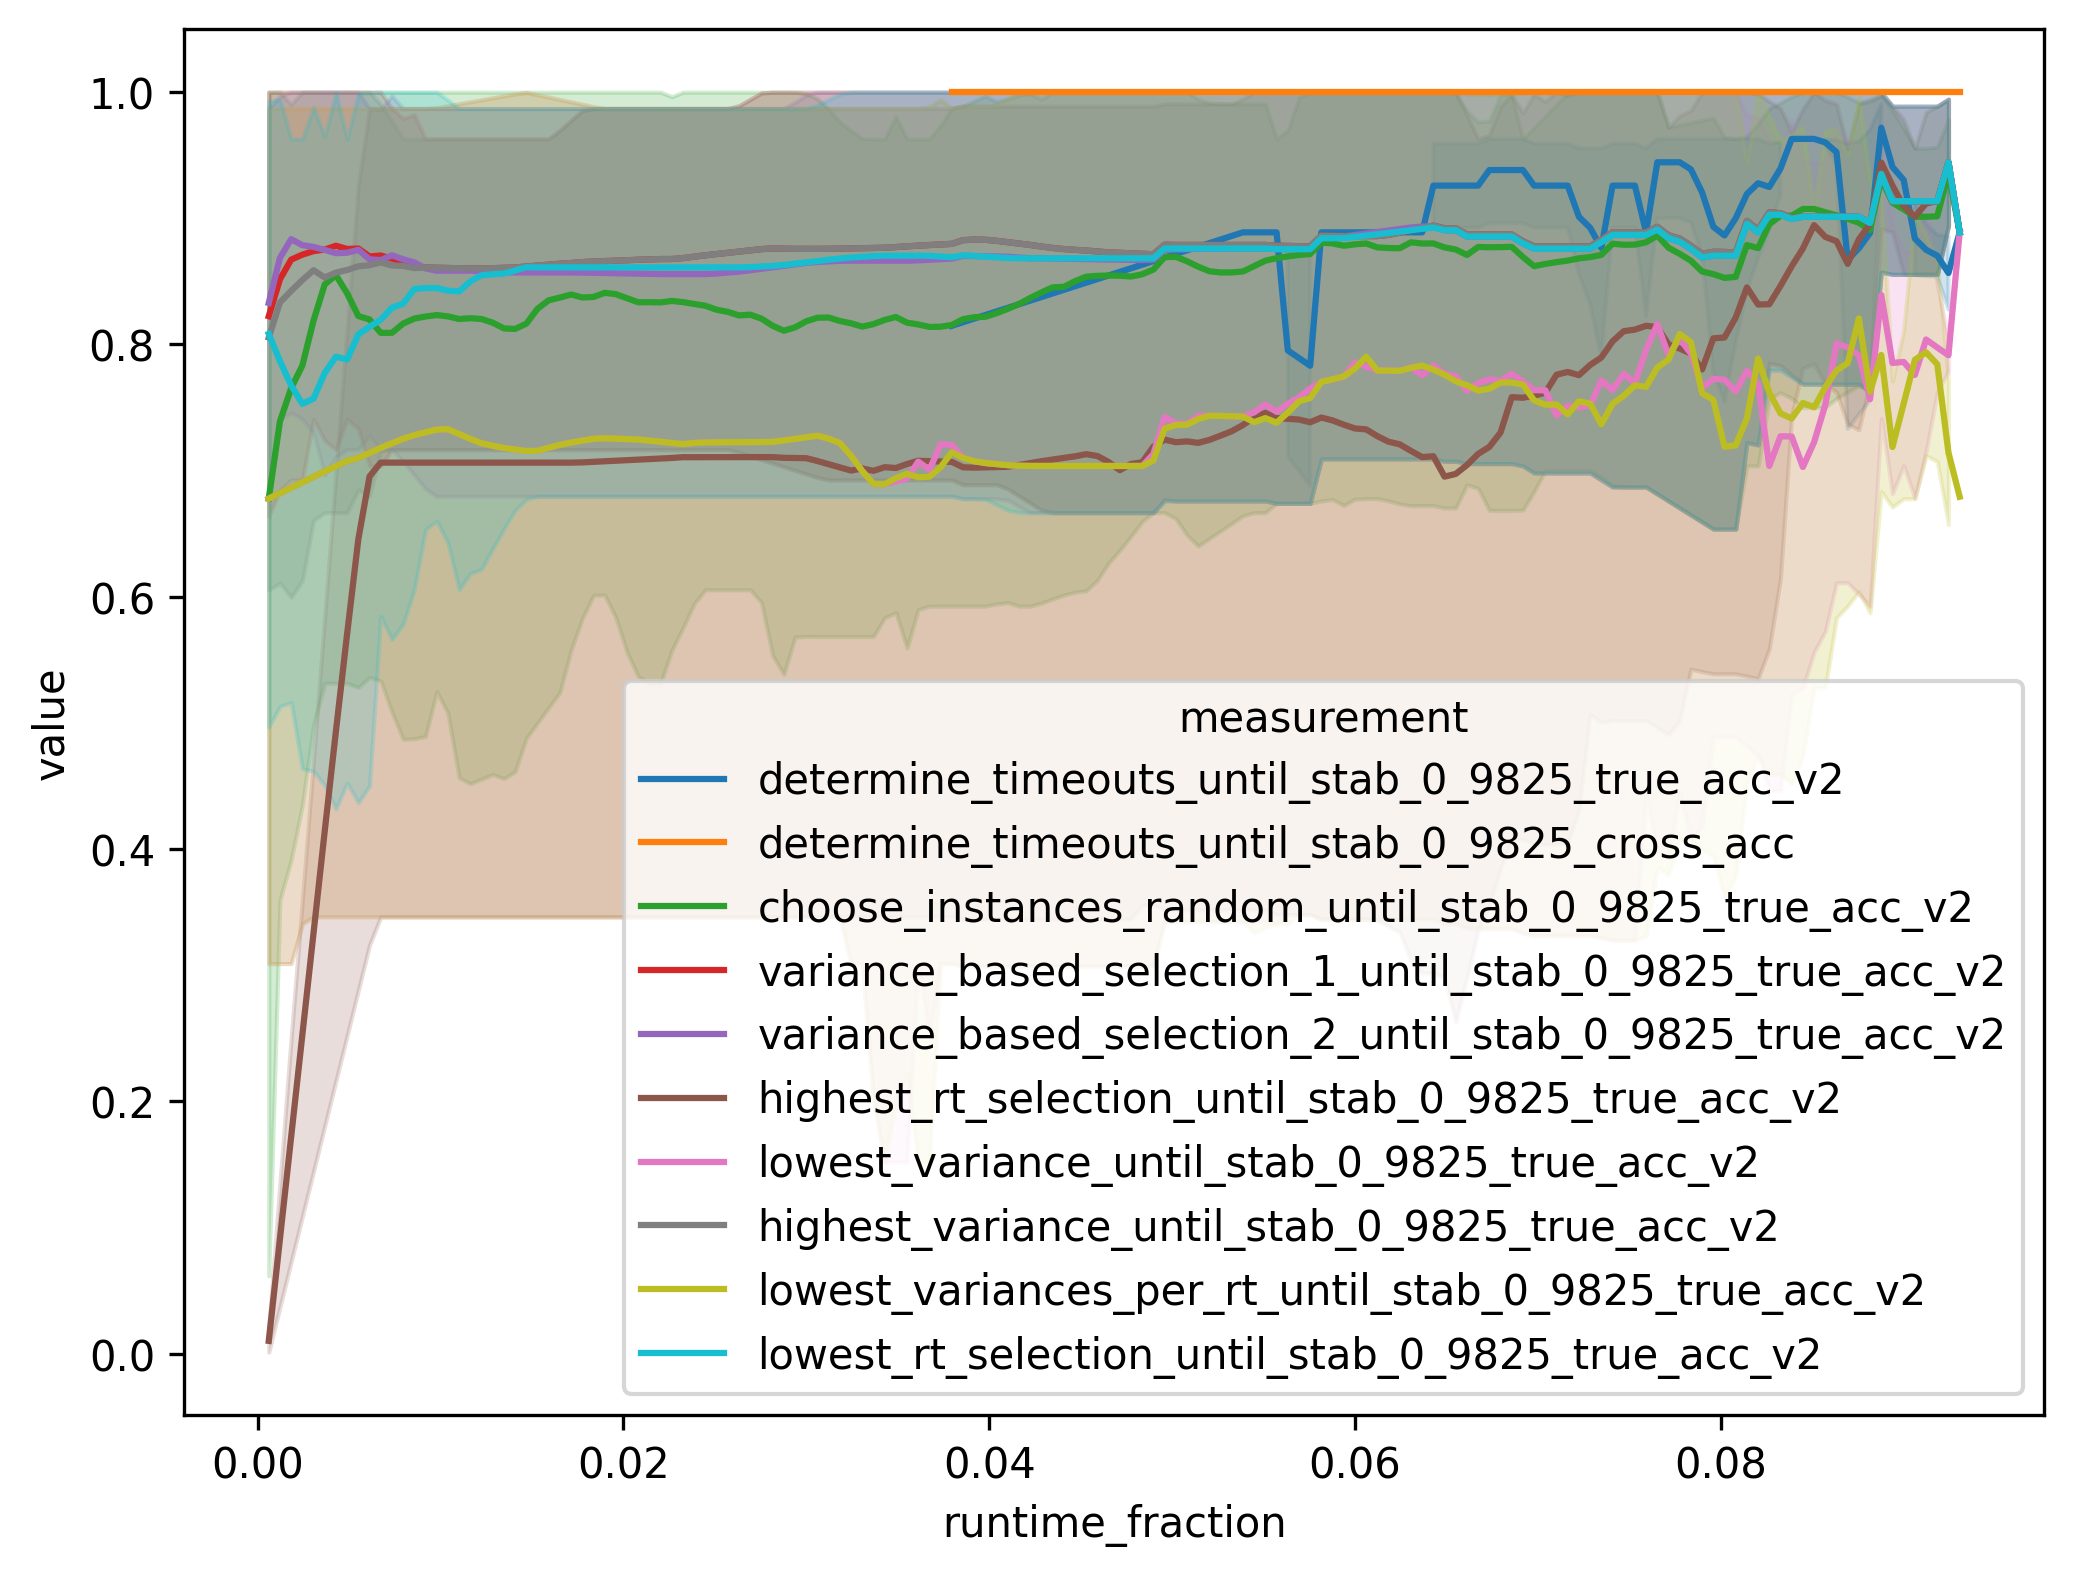 1.0
0.8
0.6
0.4
0.2
0.0
value
measurement
determine_timeouts_until_stab_0_9825_true_acc_v2
determine_timeouts_until_stab_0_9825_cross_acc
choose_instances_random_until_stab_0_9825_true_acc_v2
variance_based_selection_1_until_stab_0_9825_true_acc_v2
variance_based_selection_2_until_stab_0_9825_true_acc_v2
highest_rt_selection_until_stab_0_9825_true_acc_v2
lowest_variance_until_stab_0_9825_true_acc_v2
highest_variance_until_stab_0_9825_true_acc_v2
lowest_variances_per_rt_until_stab_0_9825_true_acc_v2
lowest_rt_selection_until_stab_0_9825_true_acc_v2
0.00 0.02 0.04 0.06 0.08
runtime_fraction